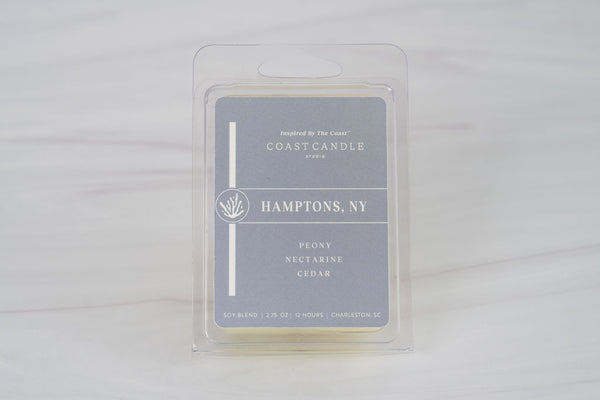 Inspired By The Coast™
COAST CANDLE
STUDIO
HAMPTONS, NY
PEONY
NECTARINE
CEDAR
SOY BLEND | 2.75 OZ | 12 HOURS | CHARLESTON, SC